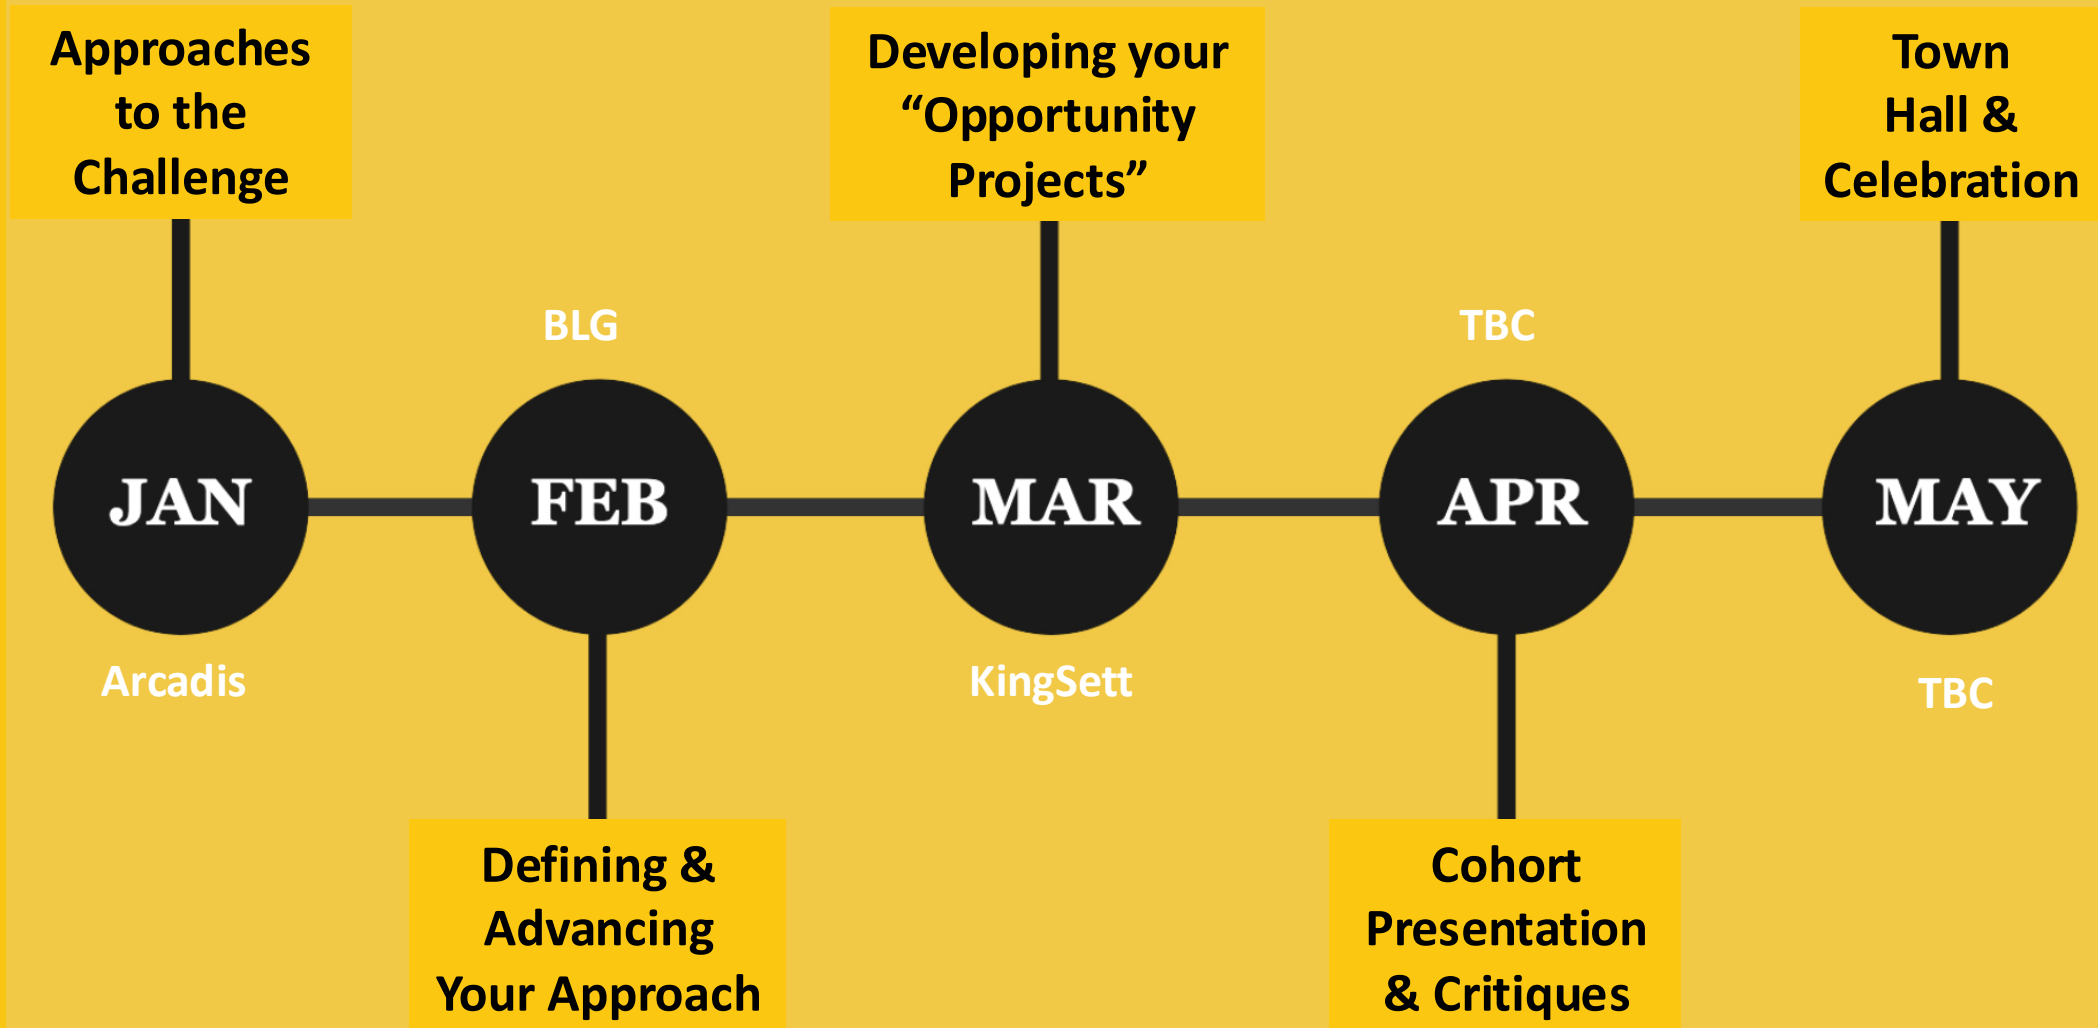 Approaches
to the
Challenge
Developing your
“Opportunity
Projects”
Town
Hall &
Celebration
BLG
TBC
JAN
FEB
MAR
APR
MAY
Arcadis
KingSett
TBC
Defining &
Advancing
Your Approach
Cohort
Presentation
& Critiques